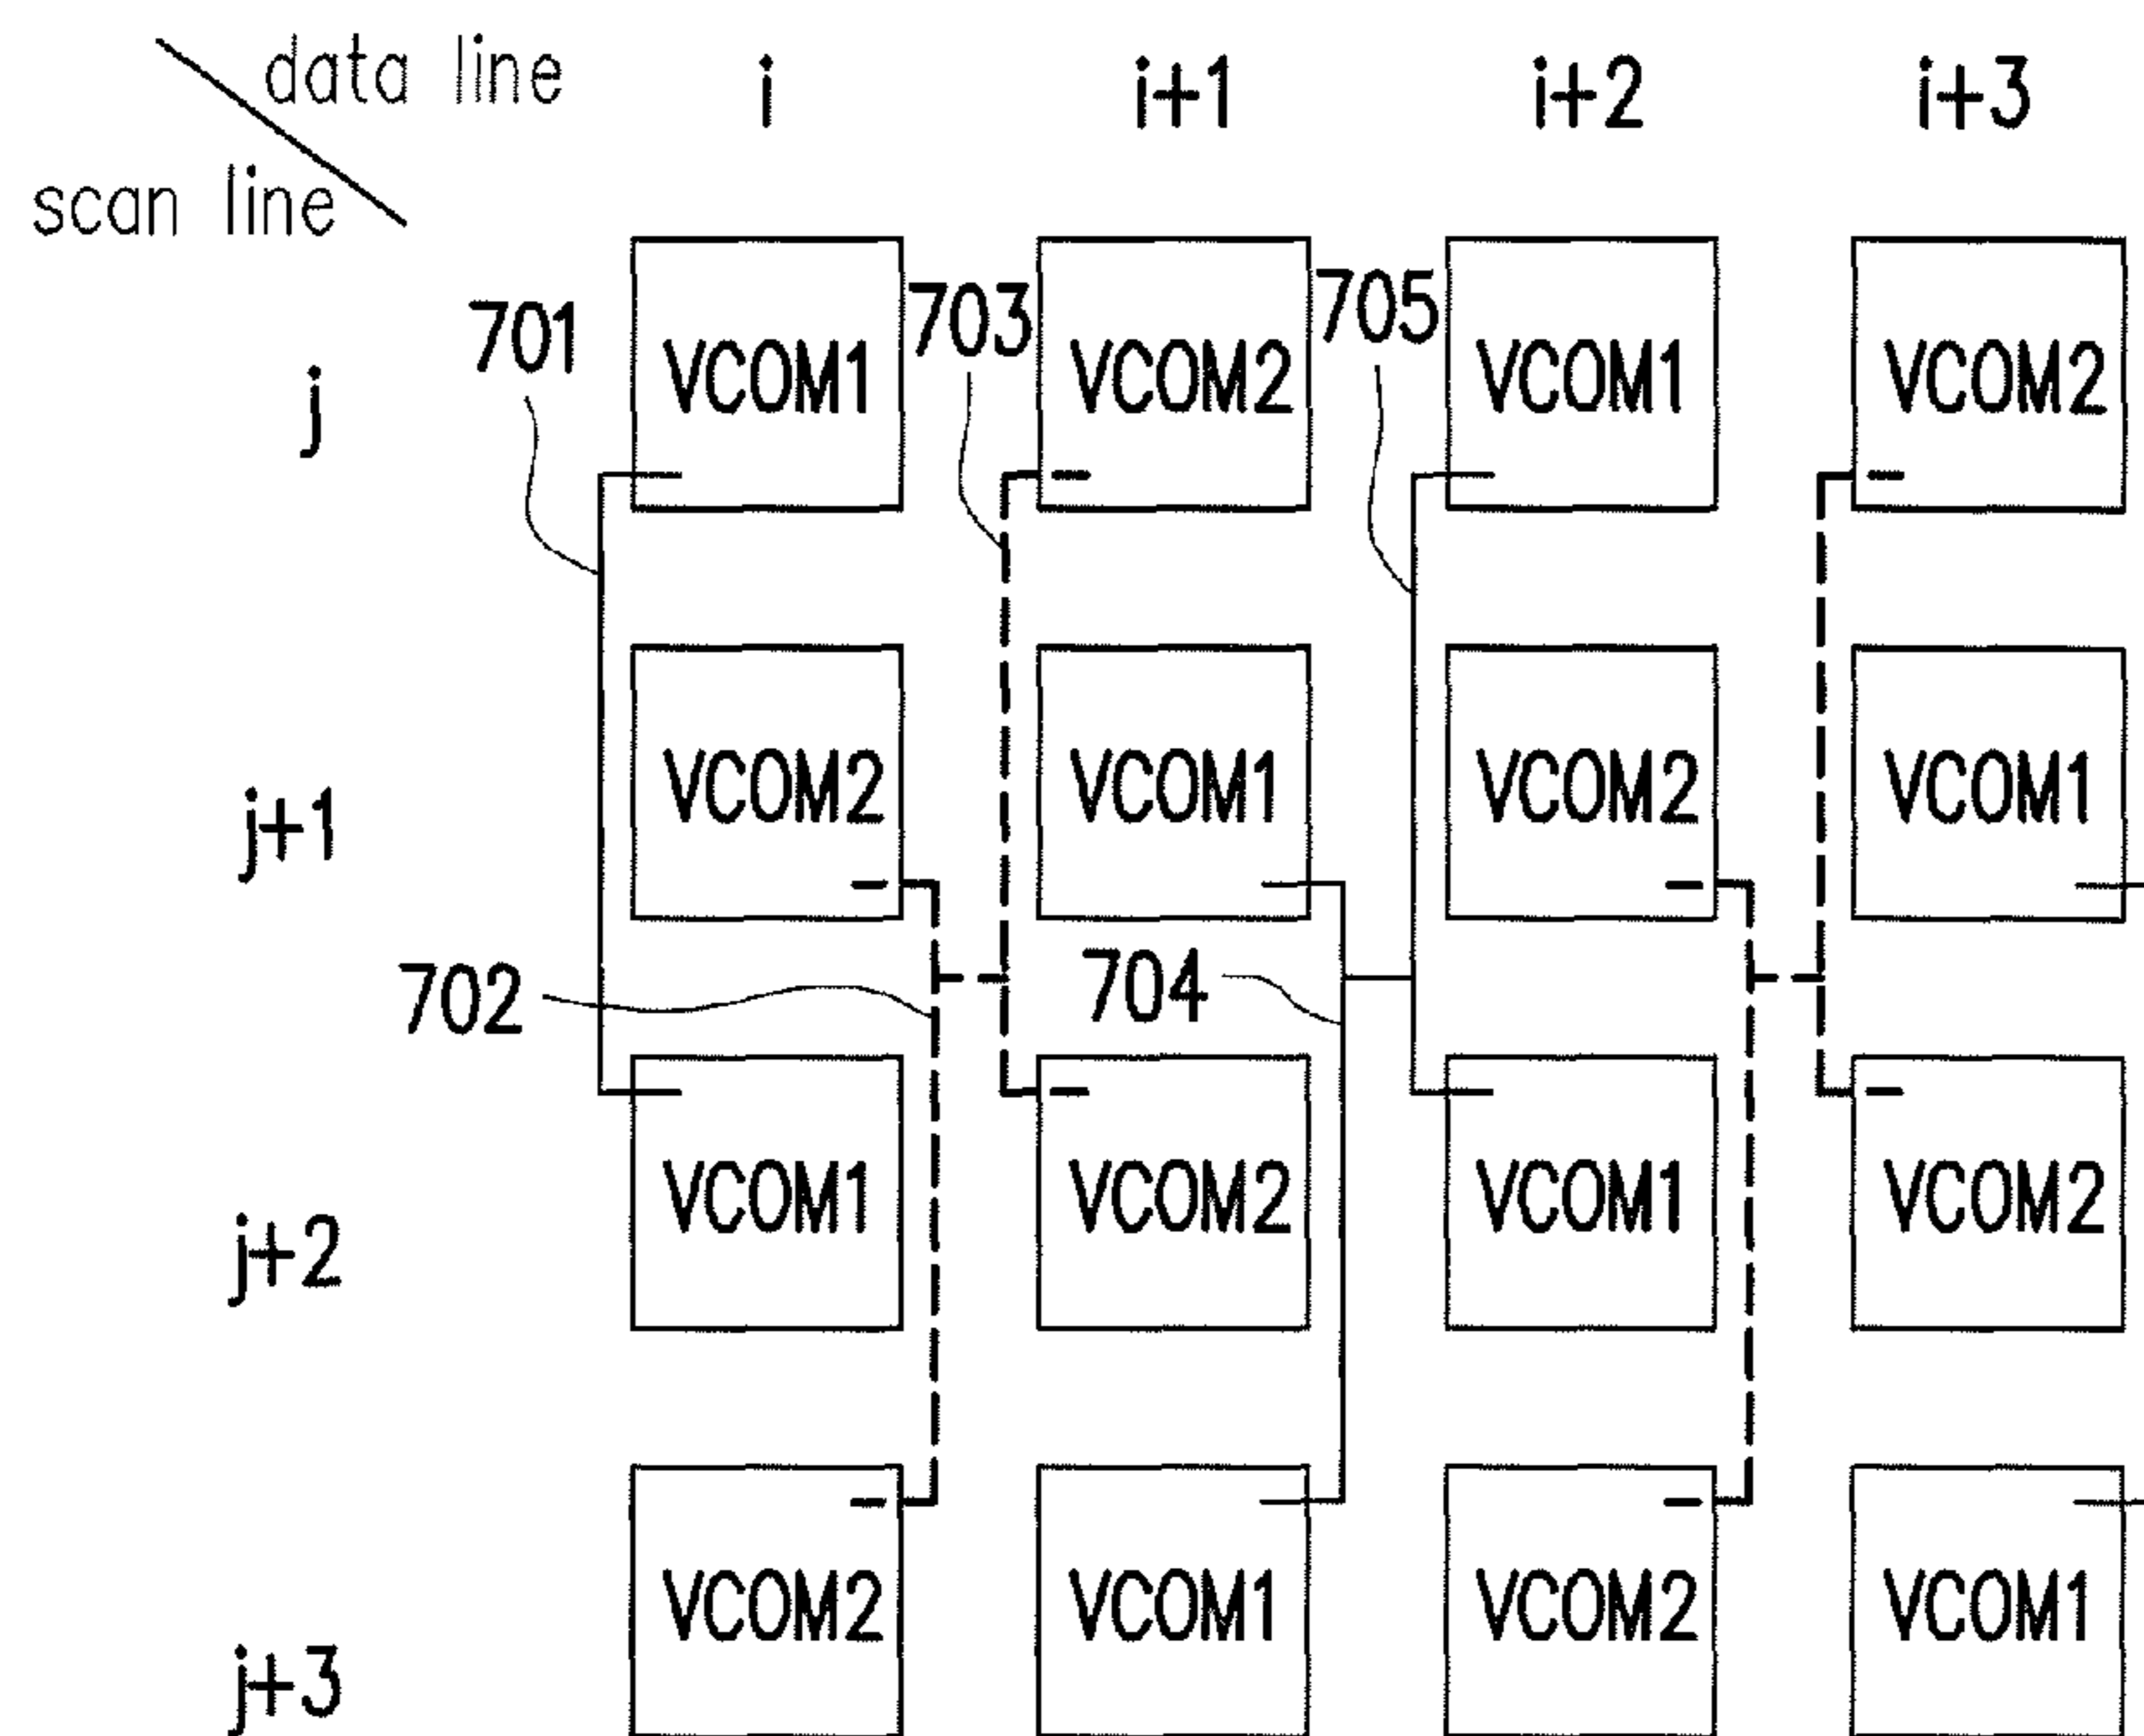 data line i i+1 i+2 i+3
scan line
701 703 705
j VCOM1 VCOM2 VCOM1 VCOM2
j+1 VCOM2 VCOM1 VCOM2 VCOM1
702 704
j+2 VCOM1 VCOM2 VCOM1 VCOM2
j+3 VCOM2 VCOM1 VCOM2 VCOM1